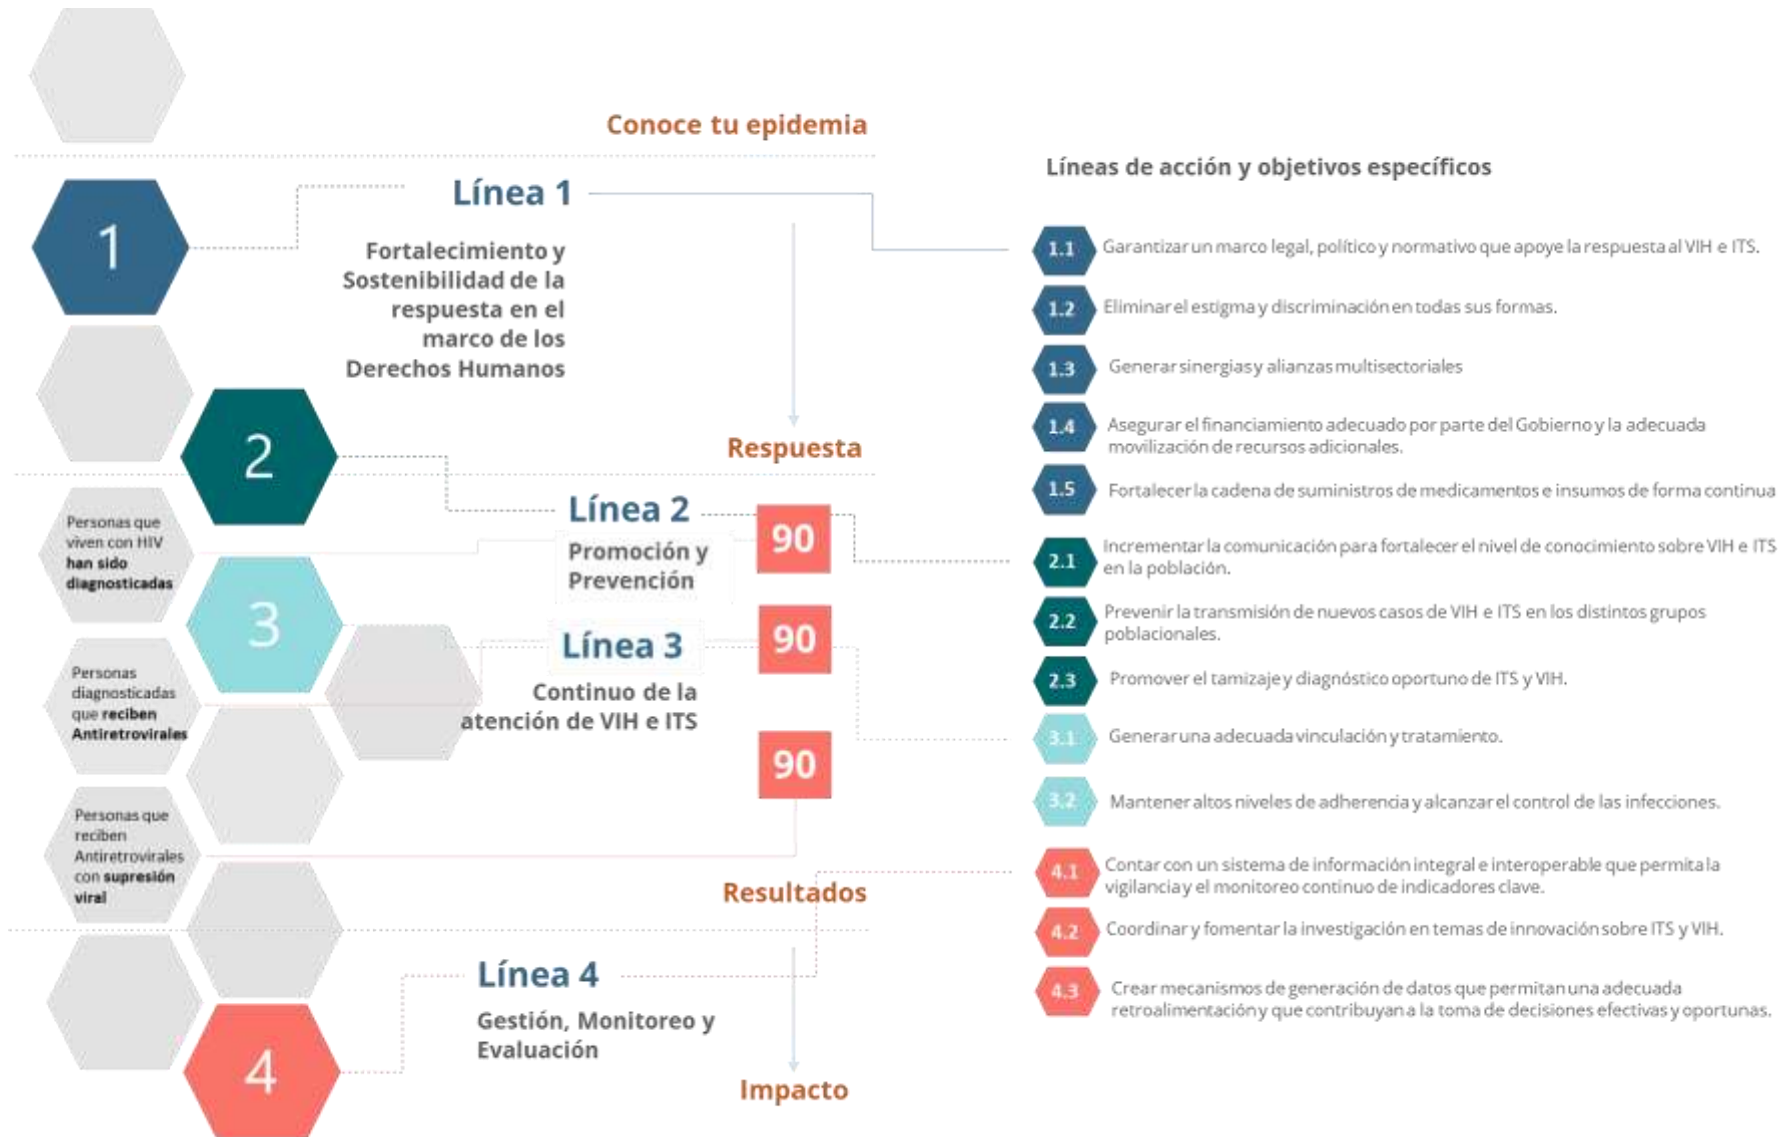 Conoce tu epidemia
1
Línea 1
Fortalecimiento y
Sostenibilidad de la
respuesta en el
marco de los
Derechos Humanos
2
Respuesta
Línea 2
Promoción y
Prevención
90
Personas que
viven con HIV
han sido
diagnosticadas
3
Línea 3
Continuo de la
atención de VIH e ITS
90
Personas
diagnosticadas
que reciben
Antiretrovirales
90
Personas que
reciben
Antiretrovirales
con supresión
viral
Resultados
4
Línea 4
Gestión, Monitoreo y
Evaluación
Impacto
Líneas de acción y objetivos específicos
1.1 Garantizar un marco legal, político y normativo que apoye la respuesta al VIH e ITS.
1.2 Eliminar el estigma y discriminación en todas sus formas.
1.3 Generar sinergias y alianzas multisectoriales
1.4 Asegurar el financiamiento adecuado por parte del Gobierno y la adecuada
movilización de recursos adicionales.
1.5 Fortalecer la cadena de suministros de medicamentos e insumos de forma continua
2.1 Incrementar la comunicación para fortalecer el nivel de conocimiento sobre VIH e ITS
en la población.
2.2 Prevenir la transmisión de nuevos casos de VIH e ITS en los distintos grupos
poblacionales.
2.3 Promover el tamizaje y diagnóstico oportuno de ITS y VIH.
3.1 Generar una adecuada vinculación y tratamiento.
3.2 Mantener altos niveles de adherencia y alcanzar el control de las infecciones.
4.1 Contar con un sistema de información integral e interoperable que permita la
vigilancia y el monitoreo continuo de indicadores clave.
4.2 Coordinar y fomentar la investigación en temas de innovación sobre ITS y VIH.
4.3 Crear mecanismos de generación de datos que permitan una adecuada
retroalimentación y que contribuyan a la toma de decisiones efectivas y oportunas.